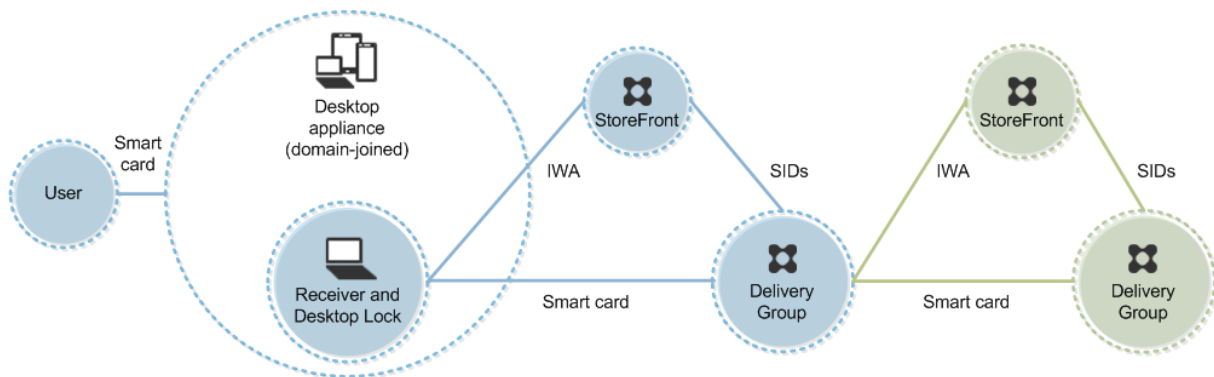 User
Smart
card
Desktop
appliance
(domain-joined)
Receiver and
Desktop Lock
IWA
StoreFront
SIDs
Smart card
Delivery
Group
IWA
StoreFront
SIDs
Smart card
Delivery
Group